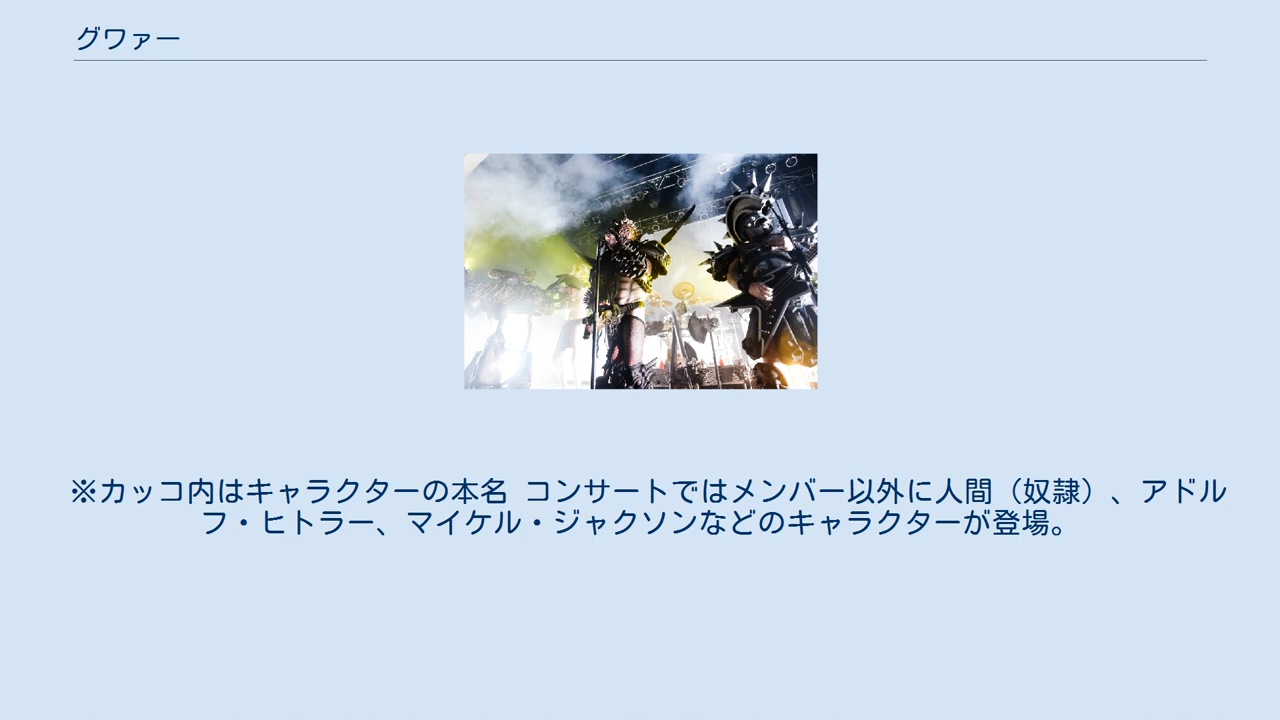 グワァー
※カッコ内はキャラクターの本名 コンサートではメンバー以外に人間（奴隷）、アドル
フ・ヒトラー、マイケル・ジャクソンなどのキャラクターが登場。